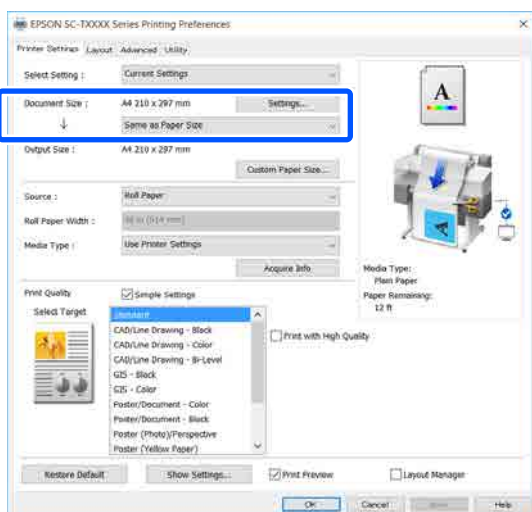 EPSON SC-TXXXX Series Printing Preferences
Printer Settings Layout Advanced Utility
Select Setting : Current Settings
Document Size : A4 210 x 297 mm Settings...
↓ Same as Paper Size
Output Size : A4 210 x 297 mm
Custom Paper Size...
Source : Roll Paper
Roll Paper Width :
Media Type : Use Printer Settings
Acquire Info
A
Media Type:
Plain Paper
Paper Remaining:
12 ft
Print Quality Simple Settings
Select Target
Standard
CAD/Line Drawing - Black
CAD/Line Drawing - Color
CAD/Line Drawing - Bi-Level
GIS - Black
GIS - Color
Poster/Document - Color
Poster/Document - Black
Poster (Photo)/Perspective
Poster (Yellow Paper)
Print with High Quality
Restore Default Show Settings... Print Preview Layout Manager
OK Cancel Help